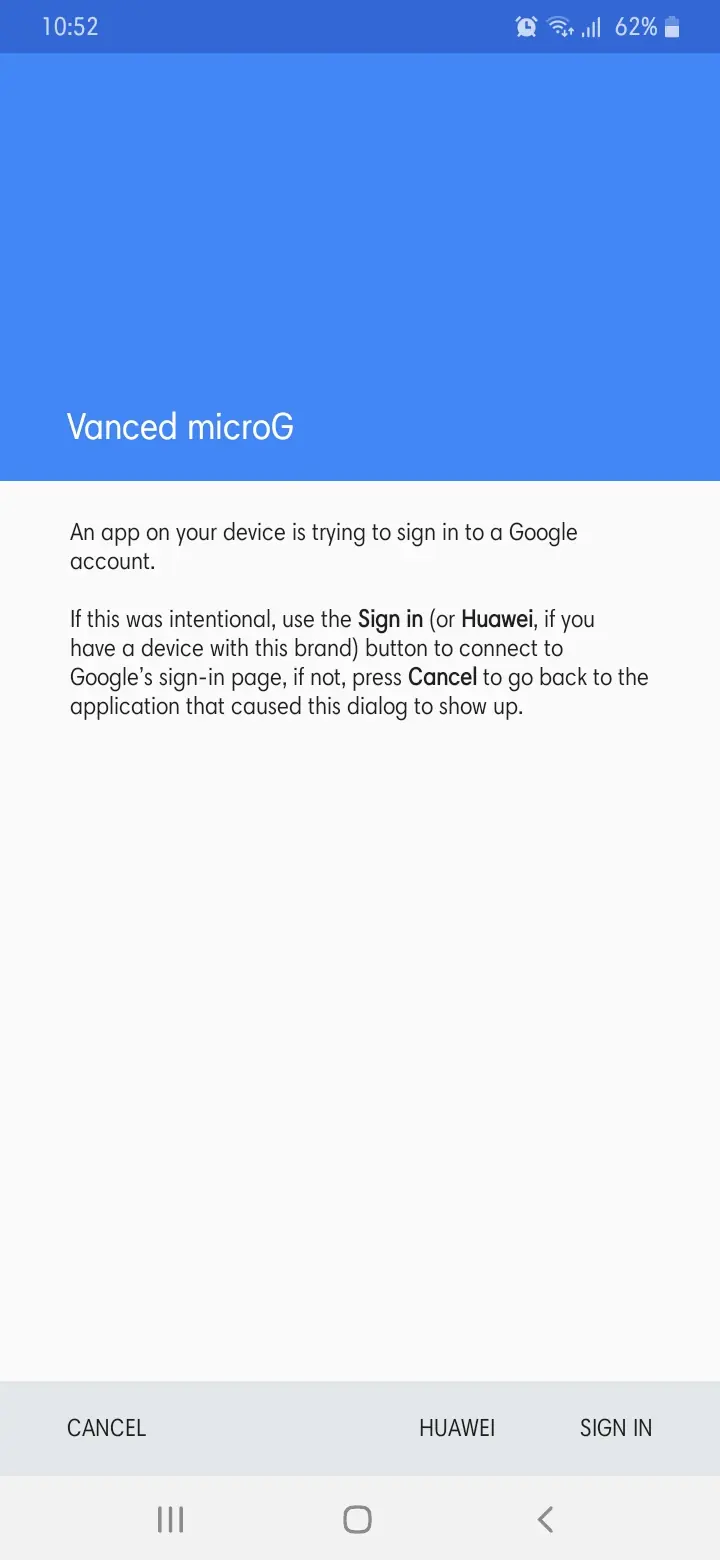 10:52
62%
Vanced microG
An app on your device is trying to sign in to a Google
account.
If this was intentional, use the Sign in (or Huawei, if you
have a device with this brand) button to connect to
Google's sign-in page, if not, press Cancel to go back to the
application that caused this dialog to show up.
CANCEL HUAWEI SIGN IN